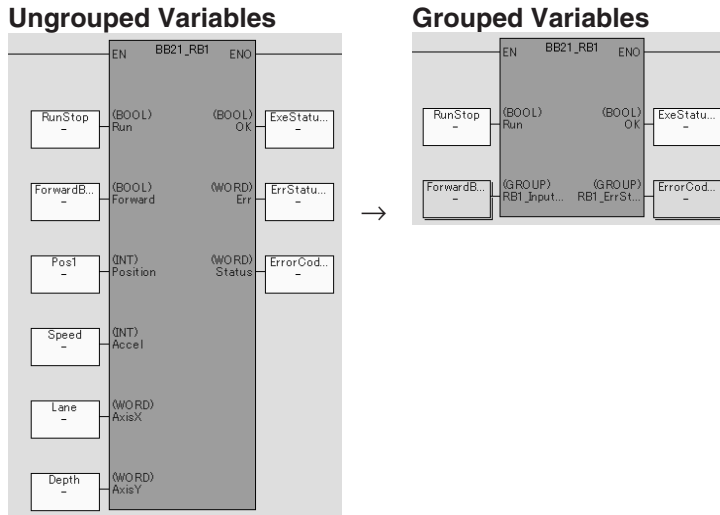 Ungrouped Variables
EN BB21_RB1 ENO
RunStop
-
(BOOL)
Run
(BOOL)
OK
ExeStatu...
-
ForwardB...
-
(BOOL)
Forward
(WORD)
Err
ErrStatu...
-
Pos1
-
(INT)
Position
(WORD)
Status
ErrorCod...
-
Speed
-
(INT)
Accel
Lane
-
(WORD)
AxisX
Depth
-
(WORD)
AxisY
→
Grouped Variables
EN BB21_RB1 ENO
RunStop
-
(BOOL)
Run
(BOOL)
OK
ExeStatu...
-
ForwardB...
-
(GROUP)
RB1_Input...
(GROUP)
RB1_ErrSt...
ErrorCod...
-